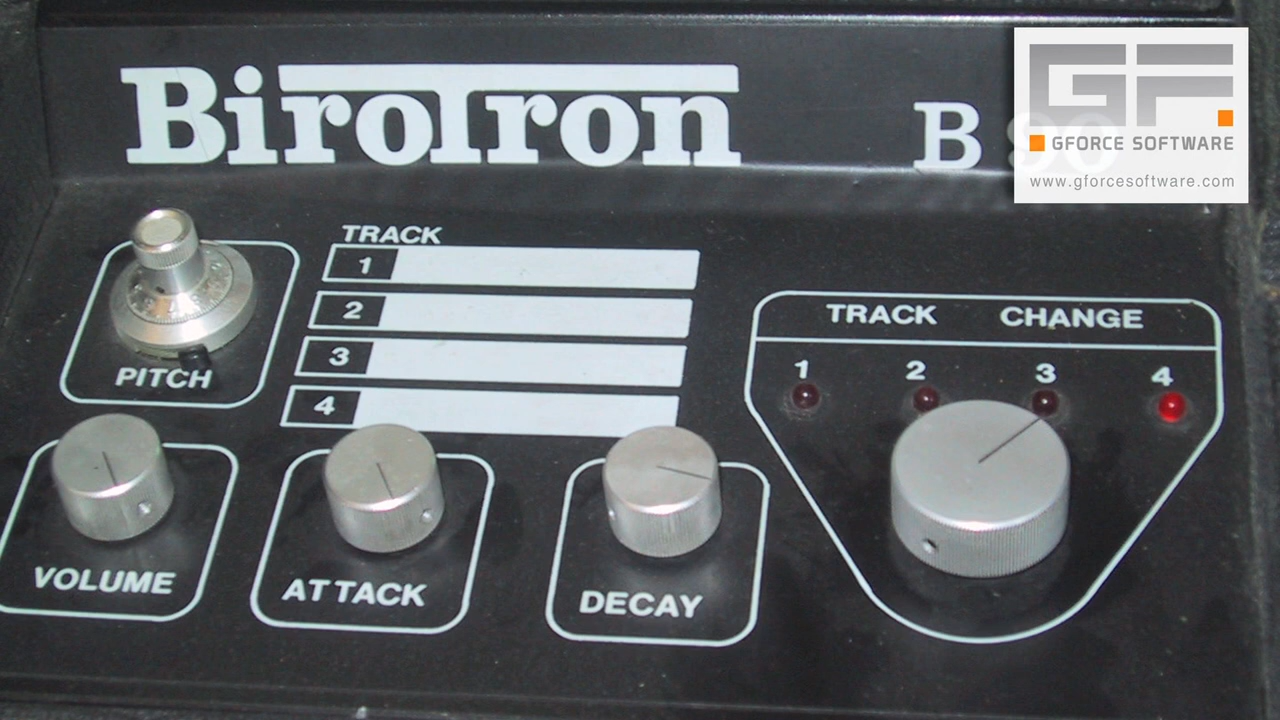 BiroTron
B 90
GF
GFORCE SOFTWARE
www.gforcesoftware.com
TRACK
1
2
3
4
PITCH
TRACK CHANGE
1 2 3 4
VOLUME
ATTACK
DECAY